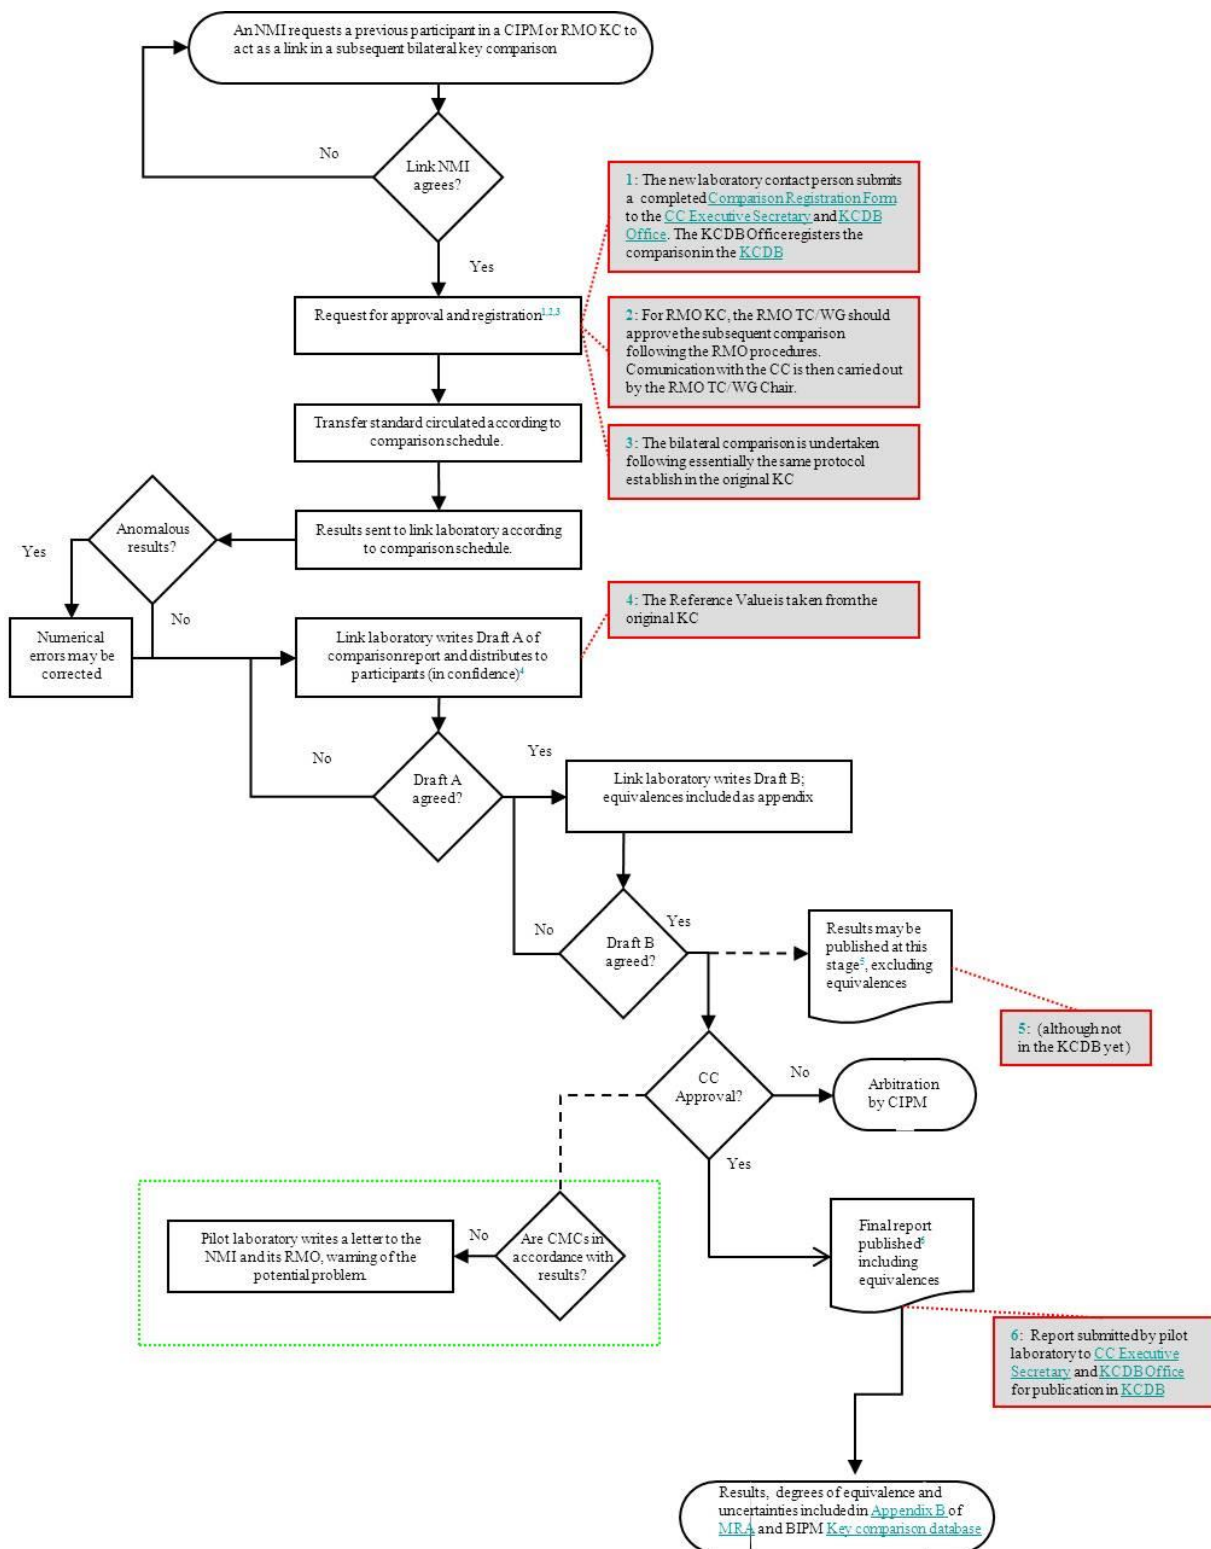 An NMI requests a previous participant in a CIPM or RMO KC to
act as a link in a subsequent bilateral key comparison
No
Link NMI
agrees?
Yes
1: The new laboratory contact person submits
a completed Comparison Registration Form
to the CC Executive Secretary and KCDB
Office. The KCDB Office registers the
comparison in the KCDB
Request for approval and registration1,2,3
2: For RMO KC, the RMO TC/WG should
approve the subsequent comparison
following the RMO procedures.
Comunication with the CC is then carried out
by the RMO TC/WG Chair.
Transfer standard circulated according to
comparison schedule.
3: The bilateral comparison is undertaken
following essentially the same protocol
establish in the original KC
Anomalous
results?
Yes
No
Results sent to link laboratory according
to comparison schedule.
Numerical
errors may be
corrected
Link laboratory writes Draft A of
comparison report and distributes to
participants (in confidence)4
4: The Reference Value is taken from the
original KC
No
Draft A
agreed?
Yes
Link laboratory writes Draft B;
equivalences included as appendix
No
Draft B
agreed?
Yes
Results may be
published at this
stage5, excluding
equivalences
5: (although not
in the KCDB yet)
CC
Approval?
No
Arbitration
by CIPM
Yes
Pilot laboratory writes a letter to the
NMI and its RMO, warning of the
potential problem.
No
Are CMCs in
accordance with
results?
Final report
published6
including
equivalences
6: Report submitted by pilot
laboratory to CC Executive
Secretary and KCDB Office
for publication in KCDB
Results, degrees of equivalence and
uncertainties included in Appendix B of
MRA and BIPM Key comparison database